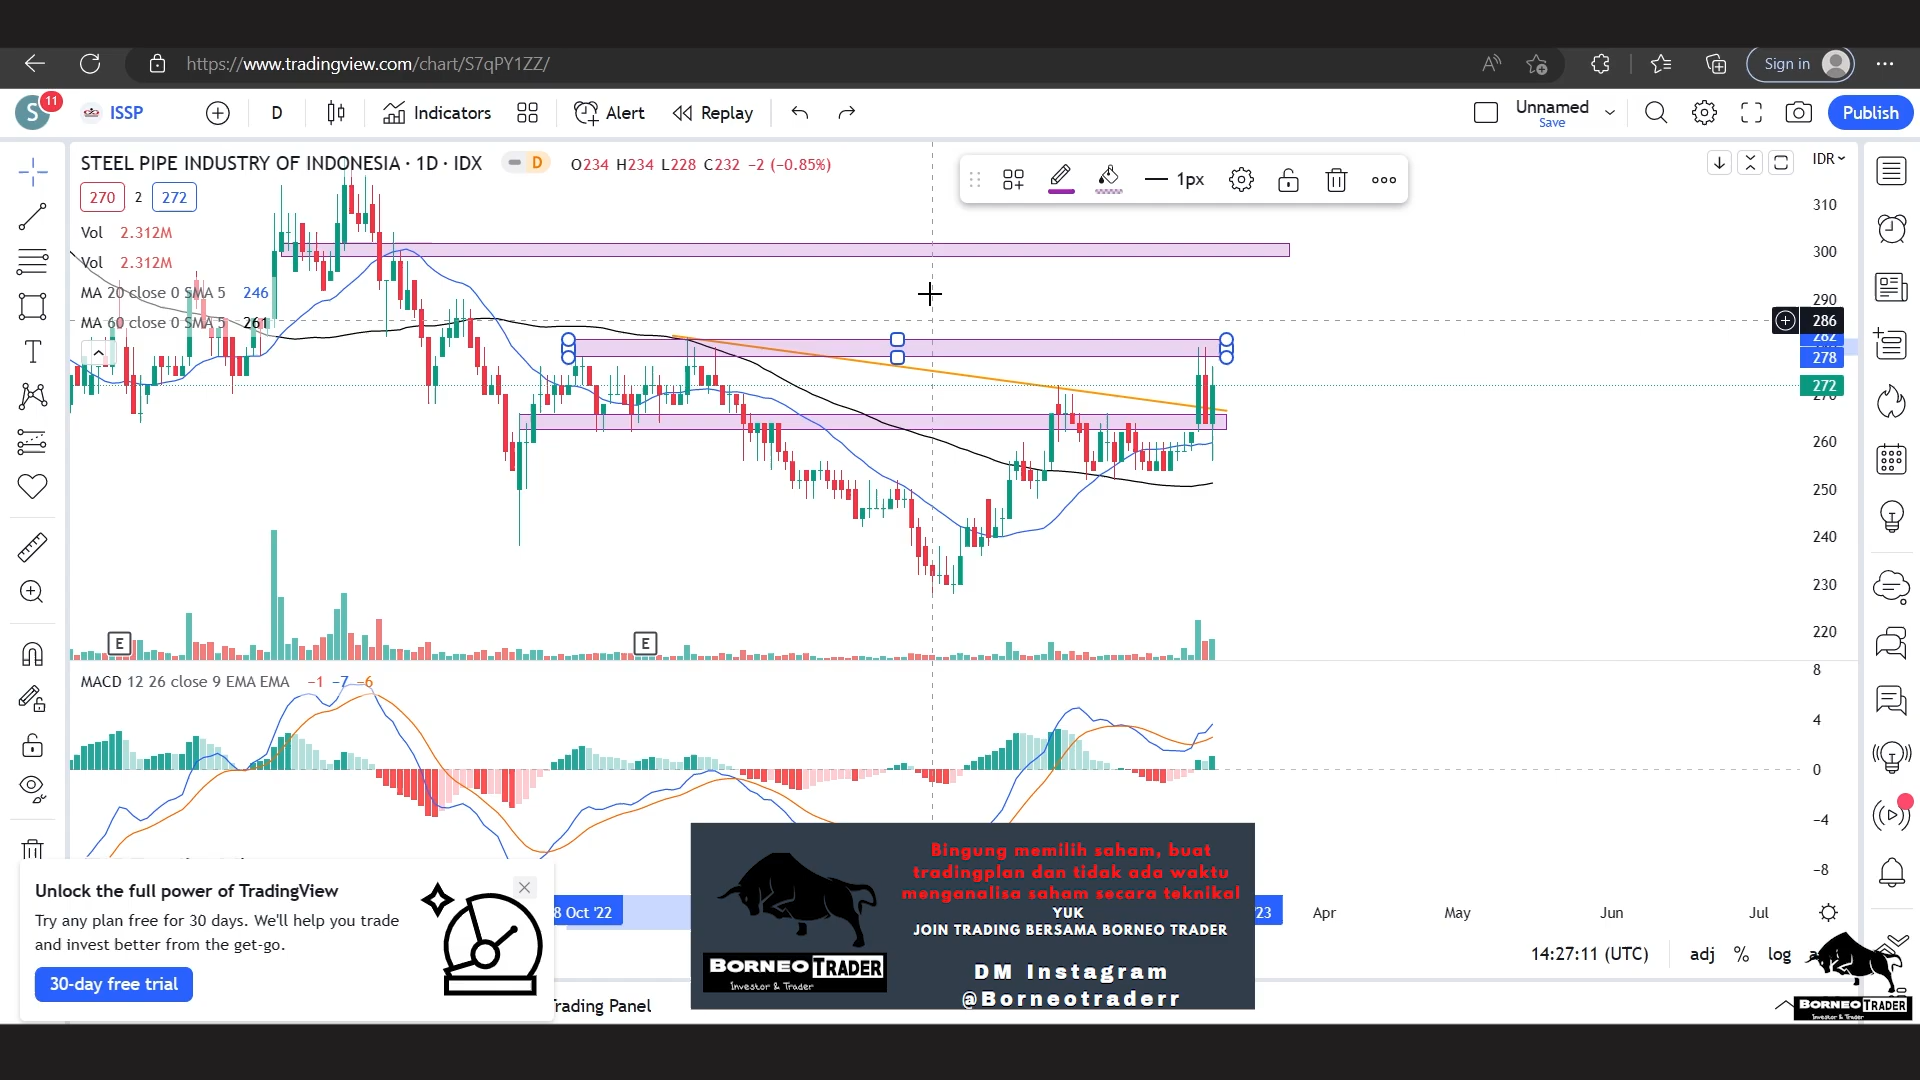 https://www.tradingview.com/chart/S7qPY1ZZ/
Sign in
S 11 ISSP D Indicators Alert Replay Unnamed Save Publish
STEEL PIPE INDUSTRY OF INDONESIA · 1D · IDX D O234 H234 L228 C232 −2 (−0.85%)
IDR
270 2 272
Vol 2.312M
Vol 2.312M
MA 20 close 0 SMA 5 246
MA 60 close 0 SMA 5 261
1px
310
300
290
286
282
278
272
270
260
250
240
230
220
E
E
MACD 12 26 close 9 EMA EMA −1 −7 −6
8
4
0
−4
−8
8 Oct '22
23
Apr
May
Jun
Jul
14:27:11 (UTC)
adj
%
log
Unlock the full power of TradingView
Try any plan free for 30 days. We'll help you trade
and invest better from the get-go.
30-day free trial
rading Panel
Bingung memilih saham, buat
tradingplan dan tidak ada waktu
menganalisa saham secara teknikal
YUK
JOIN TRADING BERSAMA BORNEO TRADER
DM Instagram
@Borneotraderr
BORNEO TRADER
Investor & Trader
BORNEO TRADER
Investor & Trader